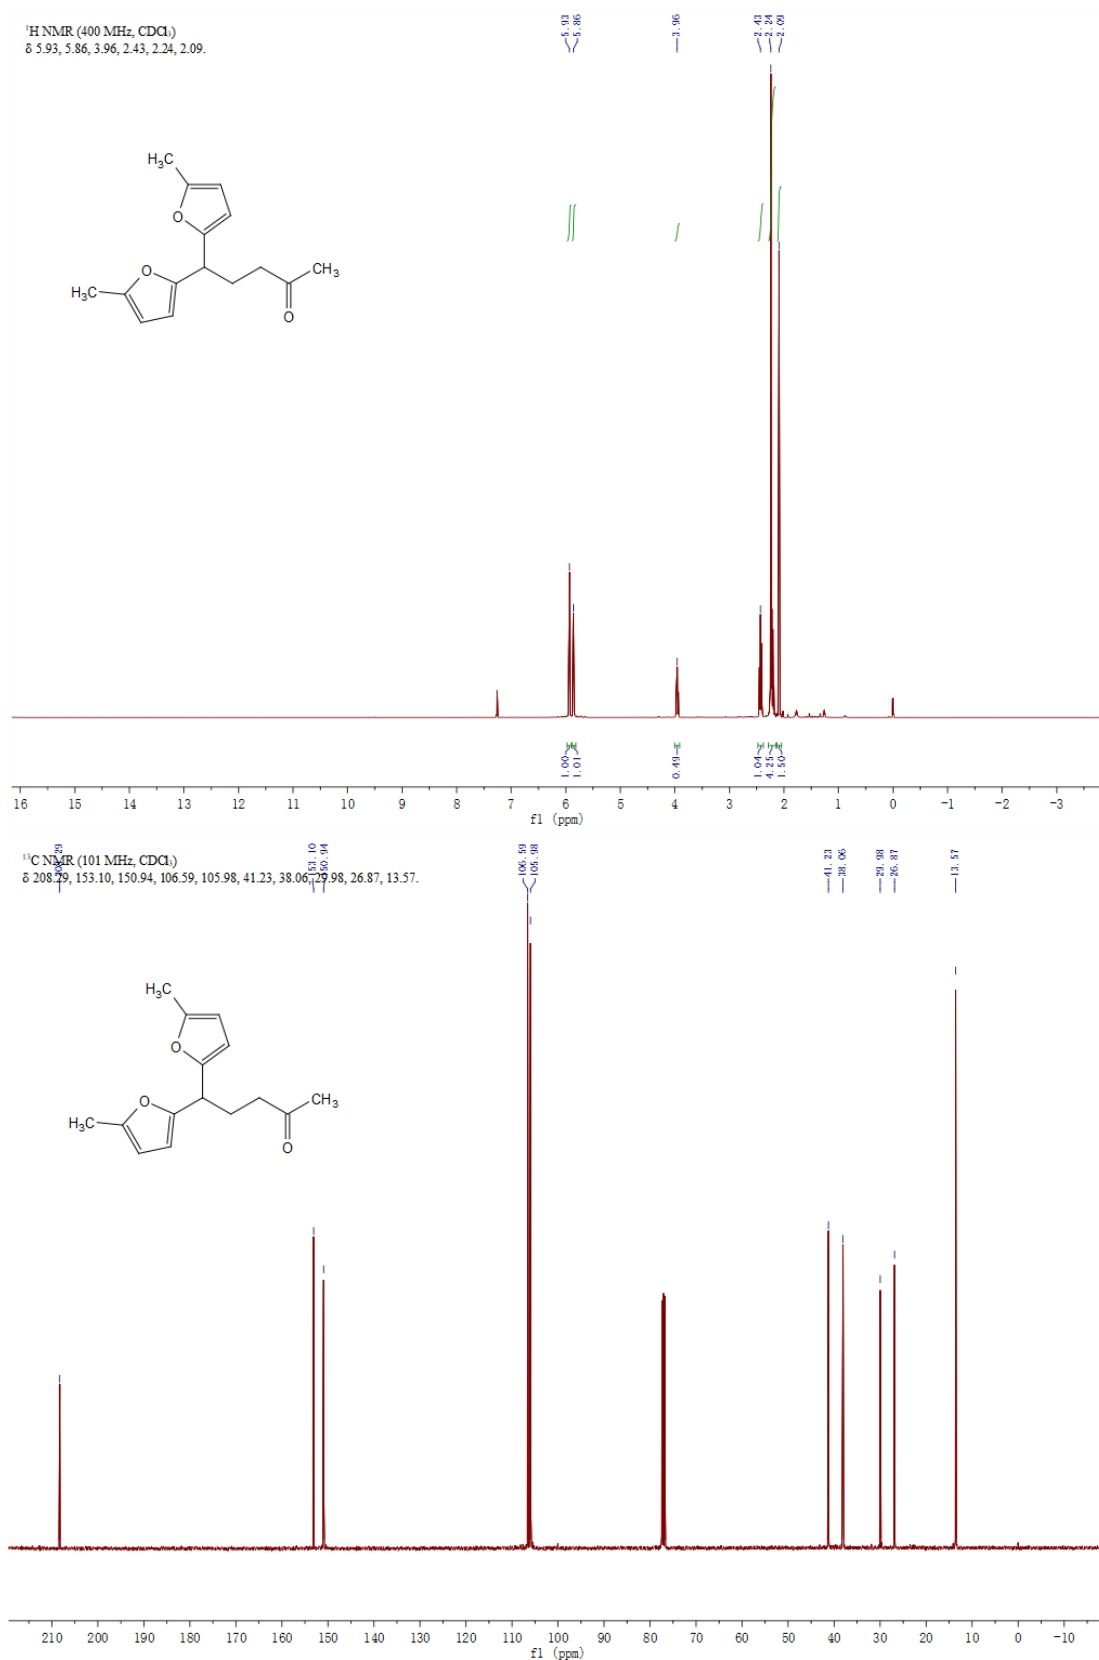 ¹H NMR (400 MHz, CDCl₃)
δ 5.93, 5.86, 3.96, 2.43, 2.24, 2.09.
5.93
5.86
3.96
2.43
2.24
2.09
H₃C
O
O
H₃C
CH₃
O
1.00
1.01
0.49
1.04
4.25
1.50
16 15 14 13 12 11 10 9 8 7 6 5 4 3 2 1 0 -1 -2 -3
f1 (ppm)
¹³C NMR (101 MHz, CDCl₃)
δ 208.29, 153.10, 150.94, 106.59, 105.98, 41.23, 38.06, 29.98, 26.87, 13.57.
208.29
153.10
150.94
106.59
105.98
41.23
38.06
29.98
26.87
13.57
H₃C
O
O
H₃C
CH₃
O
210 200 190 180 170 160 150 140 130 120 110 100 90 80 70 60 50 40 30 20 10 0 -10
f1 (ppm)